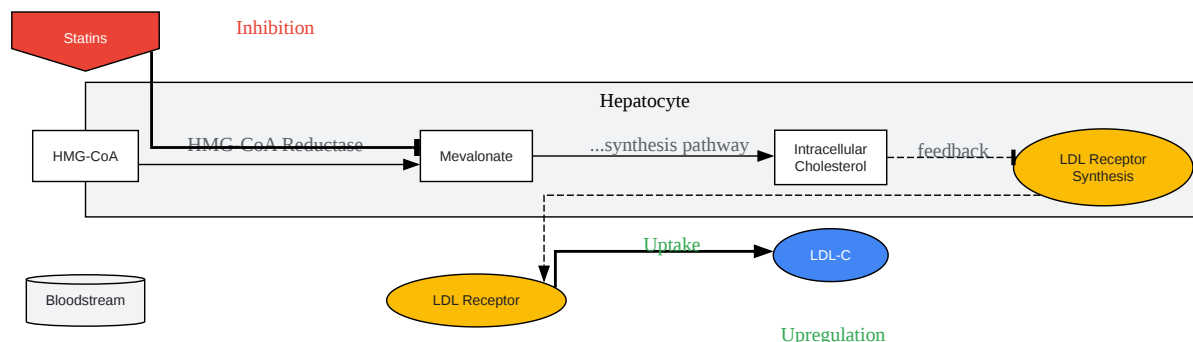 Statins
Inhibition
Hepatocyte
HMG-CoA
HMG-CoA Reductase
Mevalonate
...synthesis pathway
Intracellular
Cholesterol
feedback
LDL Receptor
Synthesis
Uptake
LDL-C
Bloodstream
LDL Receptor
Upregulation